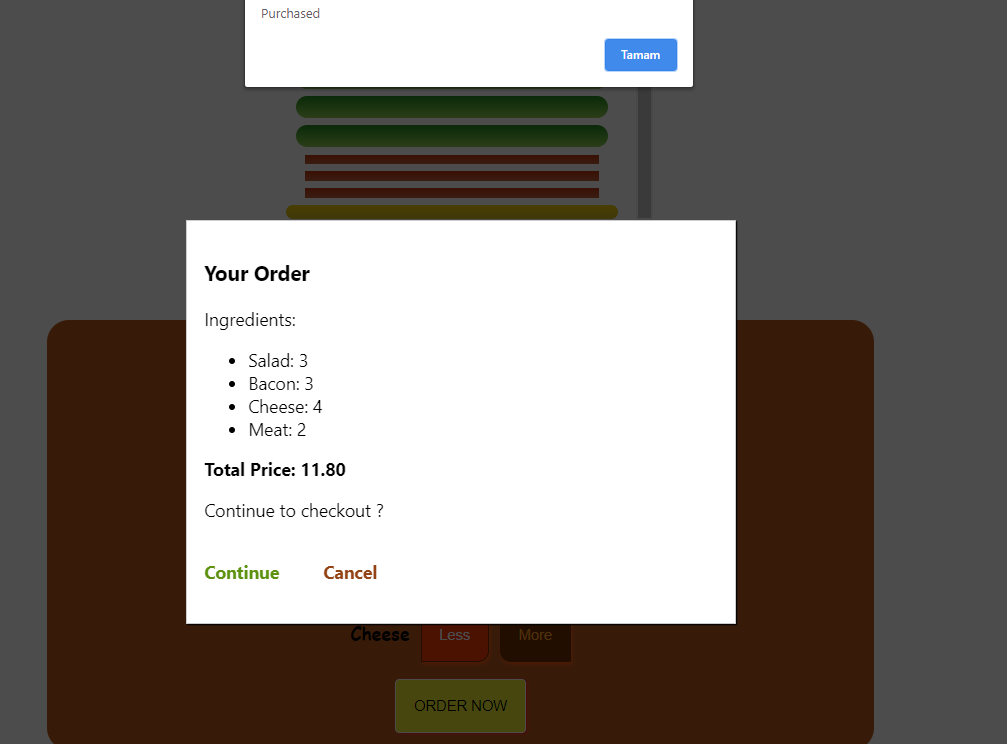 Purchased
Tamam
Your Order
Ingredients:
Salad: 3
Bacon: 3
Cheese: 4
Meat: 2
Total Price: 11.80
Continue to checkout ?
Continue Cancel
Cheese Less More
ORDER NOW